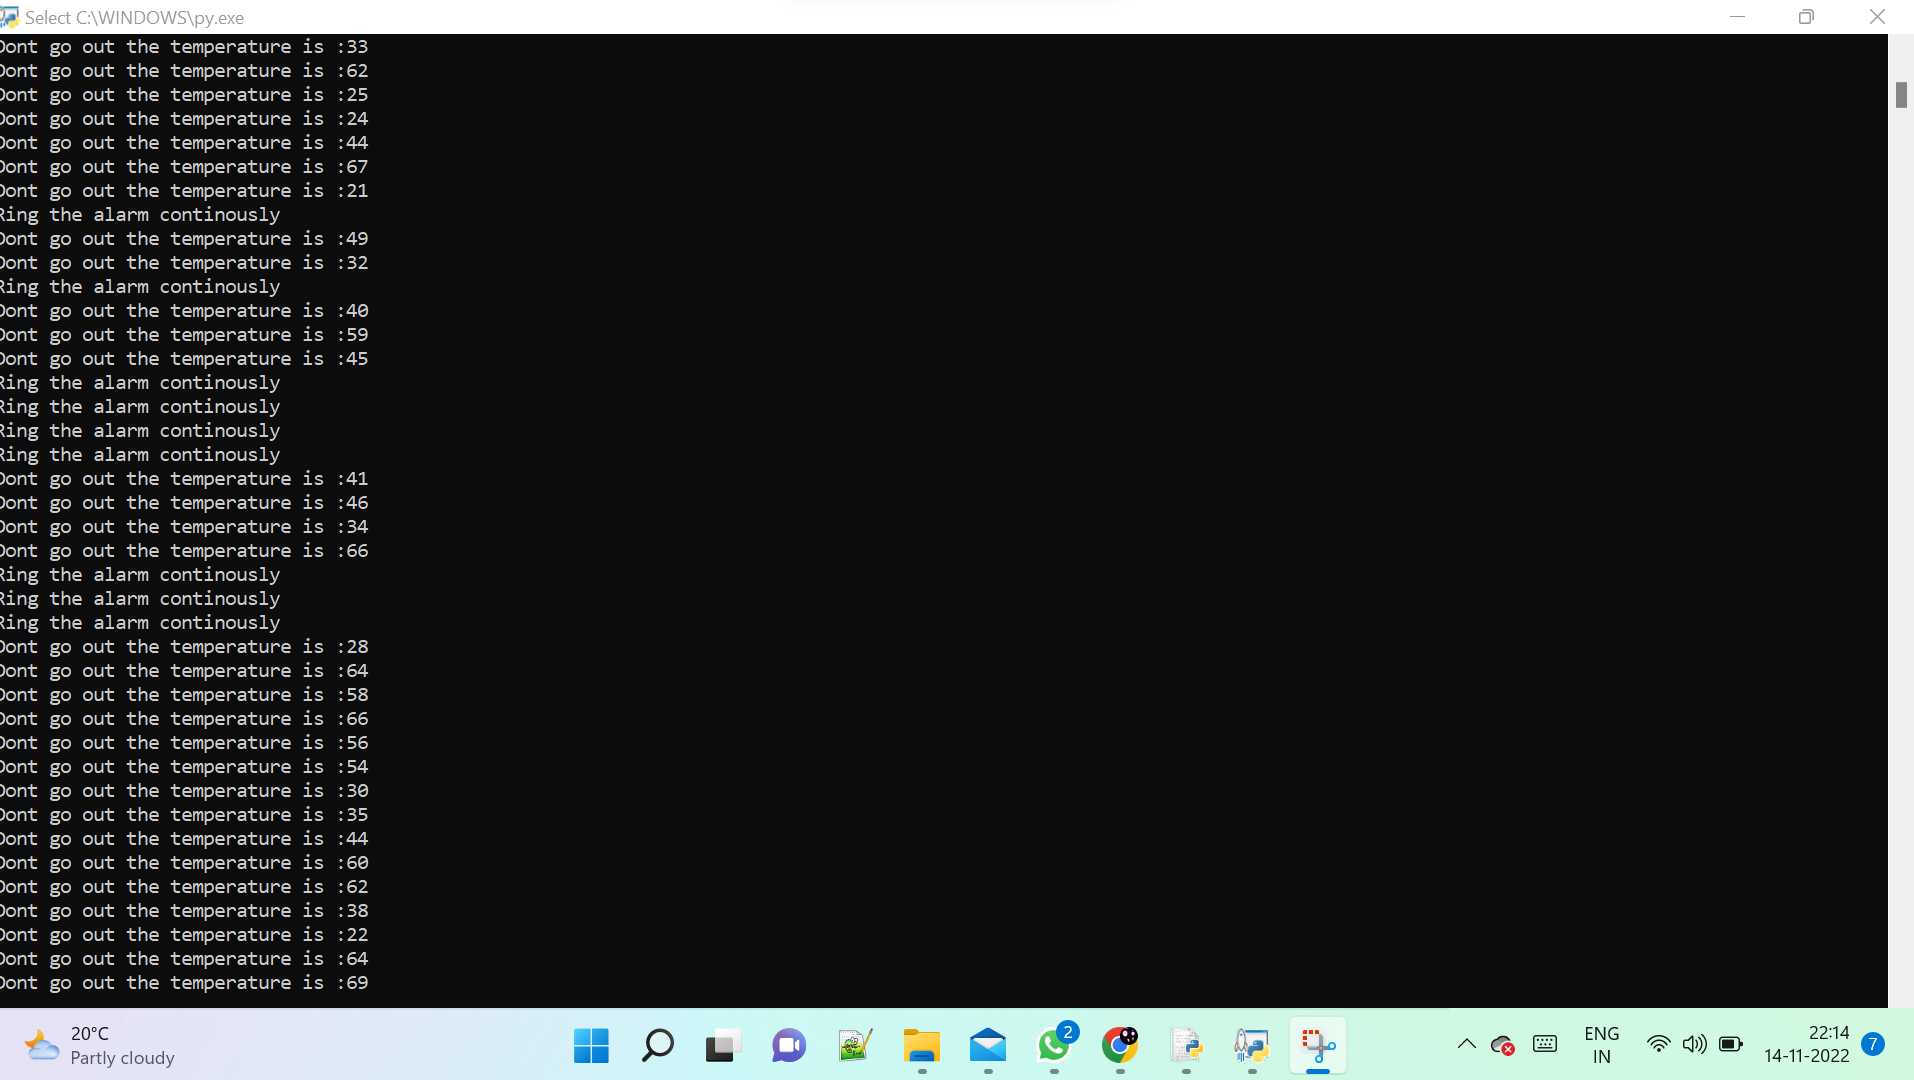 Select C:\WINDOWS\py.exe
Dont go out the temperature is :33
Dont go out the temperature is :62
Dont go out the temperature is :25
Dont go out the temperature is :24
Dont go out the temperature is :44
Dont go out the temperature is :67
Dont go out the temperature is :21
Ring the alarm continously
Dont go out the temperature is :49
Dont go out the temperature is :32
Ring the alarm continously
Dont go out the temperature is :40
Dont go out the temperature is :59
Dont go out the temperature is :45
Ring the alarm continously
Ring the alarm continously
Ring the alarm continously
Ring the alarm continously
Dont go out the temperature is :41
Dont go out the temperature is :46
Dont go out the temperature is :34
Dont go out the temperature is :66
Ring the alarm continously
Ring the alarm continously
Ring the alarm continously
Dont go out the temperature is :28
Dont go out the temperature is :64
Dont go out the temperature is :58
Dont go out the temperature is :66
Dont go out the temperature is :56
Dont go out the temperature is :54
Dont go out the temperature is :30
Dont go out the temperature is :35
Dont go out the temperature is :44
Dont go out the temperature is :60
Dont go out the temperature is :62
Dont go out the temperature is :38
Dont go out the temperature is :22
Dont go out the temperature is :64
Dont go out the temperature is :69
20°C
Partly cloudy
2
ENG
IN
22:14
14-11-2022
7